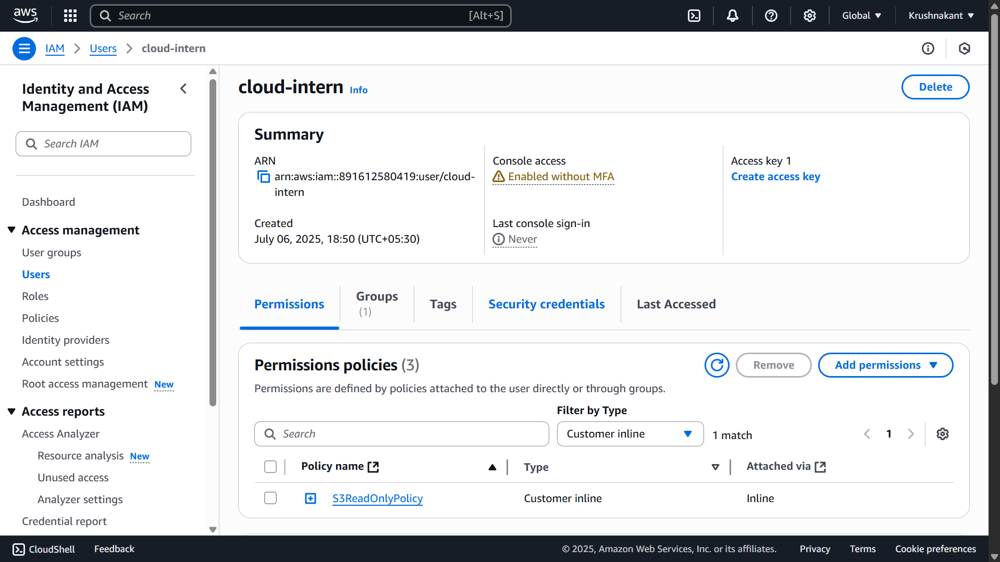 aws
Search
[Alt+S]
Global
Krushnakant
IAM
Users
cloud-intern
Identity and Access
Management (IAM)
Search IAM
Dashboard
Access management
User groups
Users
Roles
Policies
Identity providers
Account settings
Root access management New
Access reports
Access Analyzer
Resource analysis New
Unused access
Analyzer settings
Credential report
cloud-intern Info
Delete
Summary
ARN
arn:aws:iam::891612580419:user/cloud-
intern
Created
July 06, 2025, 18:50 (UTC+05:30)
Console access
Enabled without MFA
Last console sign-in
Never
Access key 1
Create access key
Permissions
Groups
(1)
Tags
Security credentials
Last Accessed
Permissions policies (3)
Remove
Add permissions
Permissions are defined by policies attached to the user directly or through groups.
Filter by Type
Search
Customer inline
1 match
1
Policy name
Type
Attached via
S3ReadOnlyPolicy
Customer inline
Inline
CloudShell
Feedback
© 2025, Amazon Web Services, Inc. or its affiliates.
Privacy
Terms
Cookie preferences